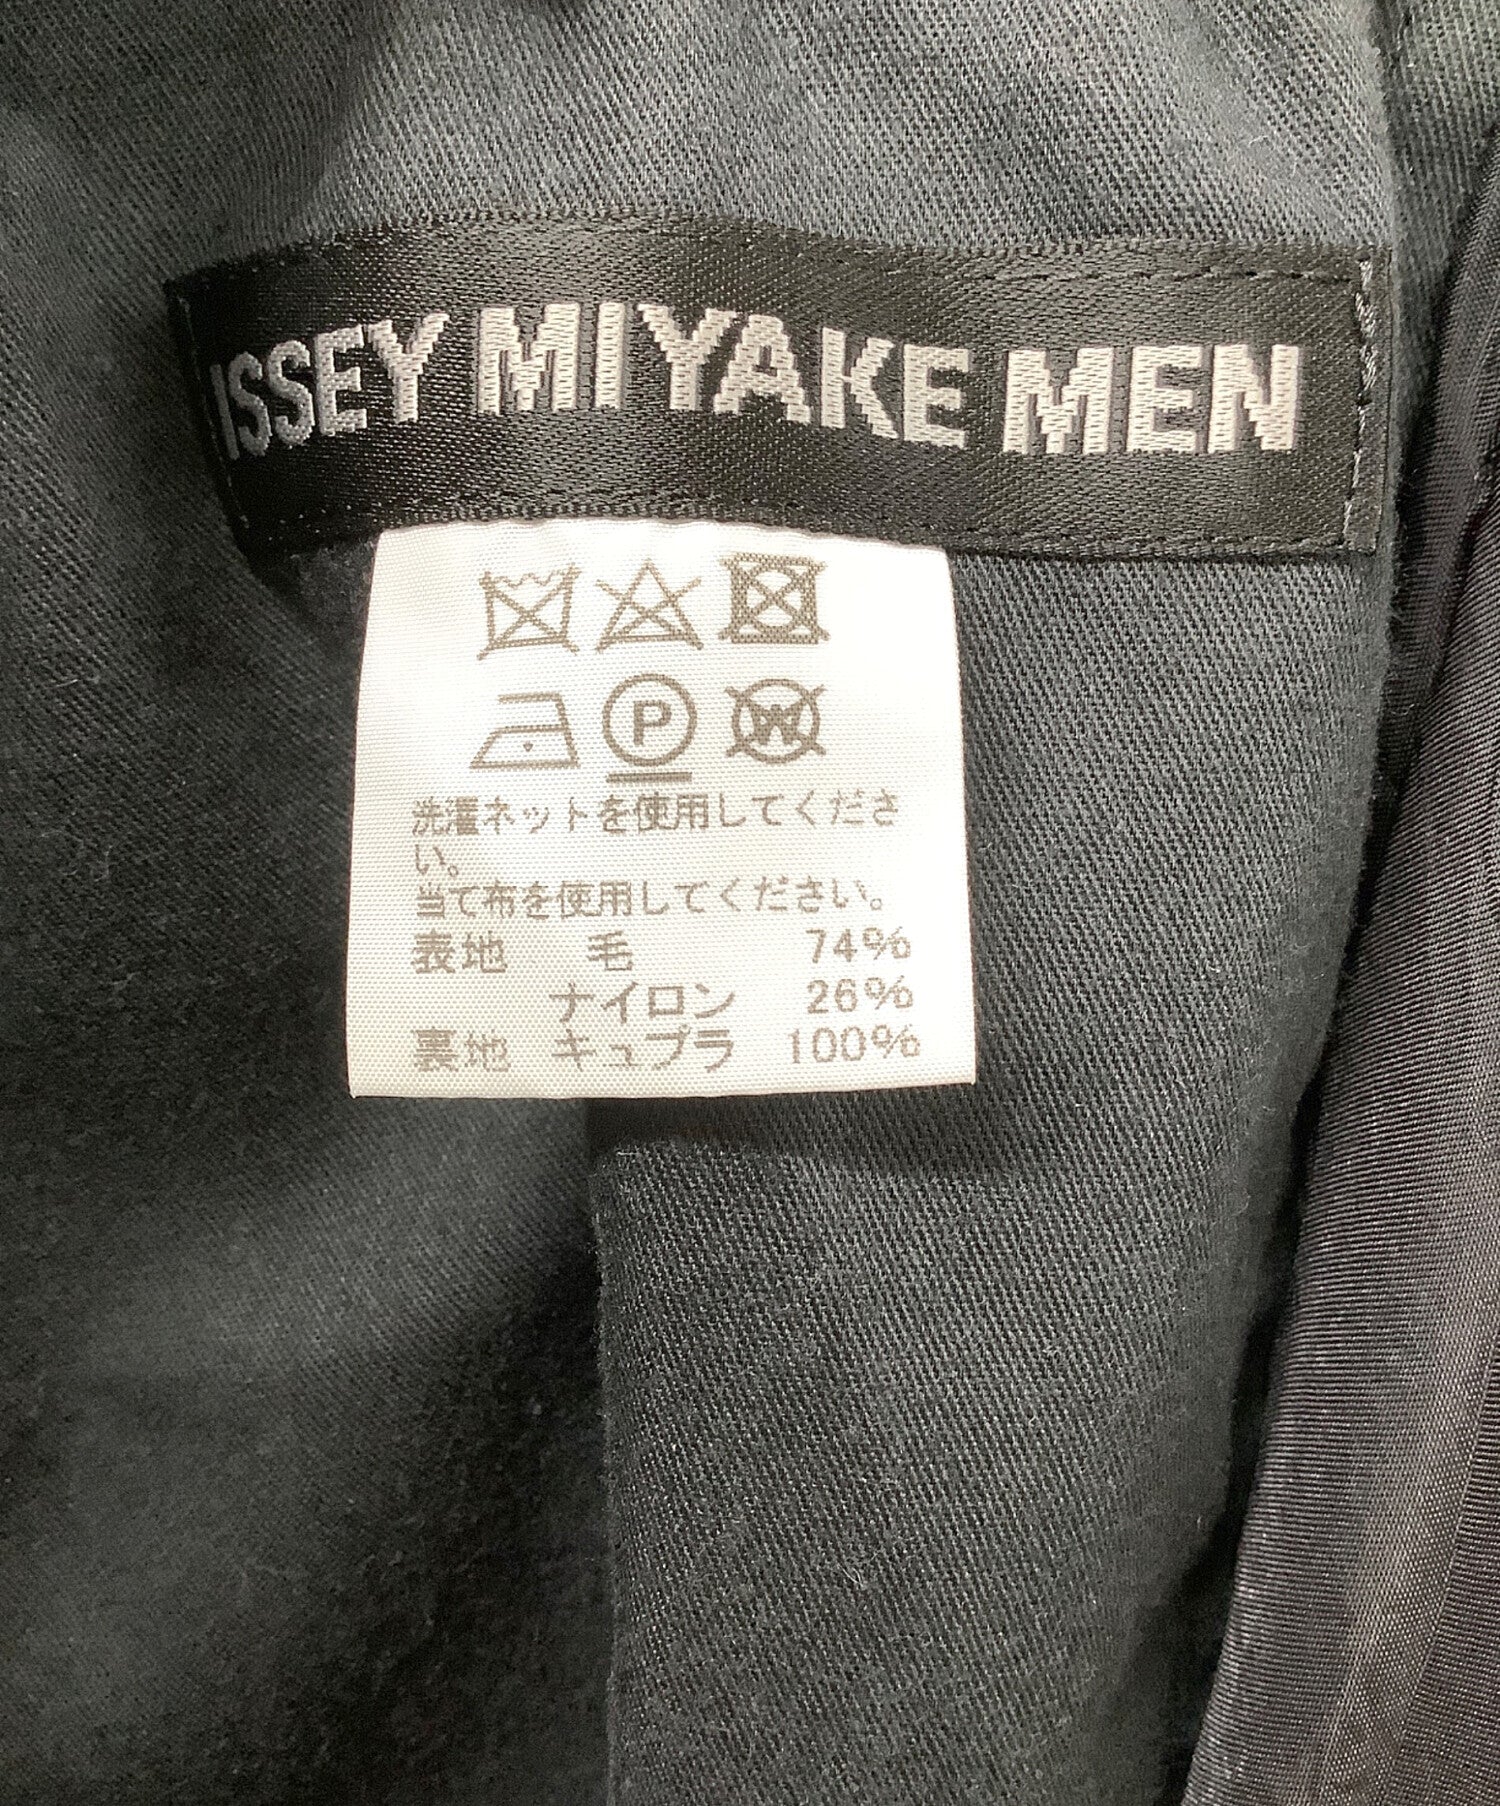 ISSEY MIYAKE MEN
P W
洗濯ネットを使用してくださ
い。
当て布を使用してください。
表地 毛 74%
ナイロン 26%
裏地 キュプラ 100%